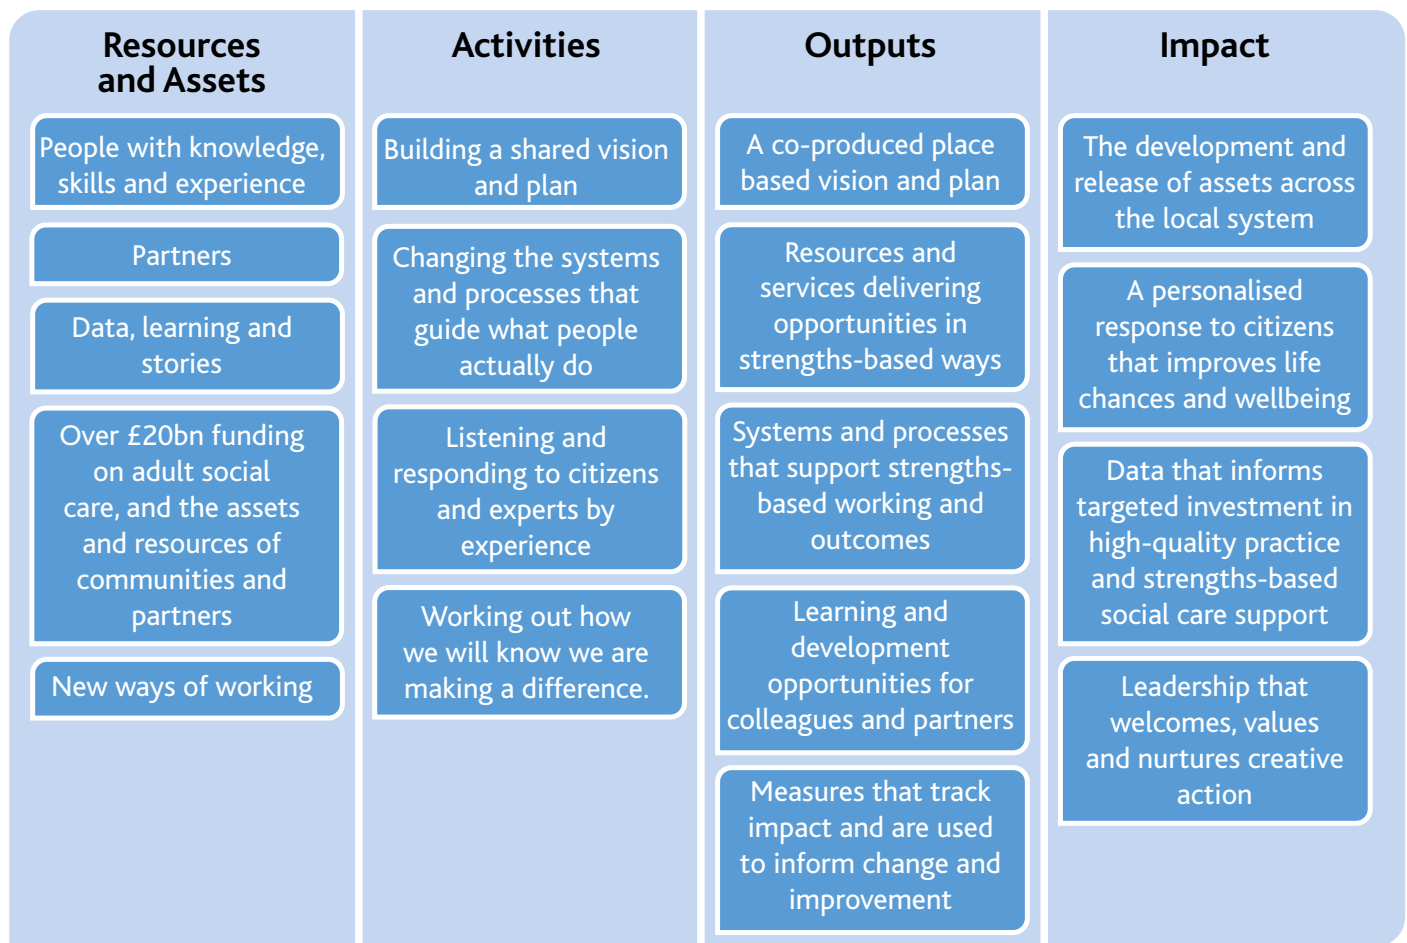 Resources
and Assets
People with knowledge,
skills and experience
Partners
Data, learning and
stories
Over £20bn funding
on adult social
care, and the assets
and resources of
communities and
partners
New ways of working
Activities
Building a shared vision
and plan
Changing the systems
and processes that
guide what people
actually do
Listening and
responding to citizens
and experts by
experience
Working out how
we will know we are
making a difference.
Outputs
A co-produced place
based vision and plan
Resources and
services delivering
opportunities in
strengths-based ways
Systems and processes
that support strengths-
based working and
outcomes
Learning and
development
opportunities for
colleagues and partners
Measures that track
impact and are used
to inform change and
improvement
Impact
The development and
release of assets across
the local system
A personalised
response to citizens
that improves life
chances and wellbeing
Data that informs
targeted investment in
high-quality practice
and strengths-based
social care support
Leadership that
welcomes, values
and nurtures creative
action